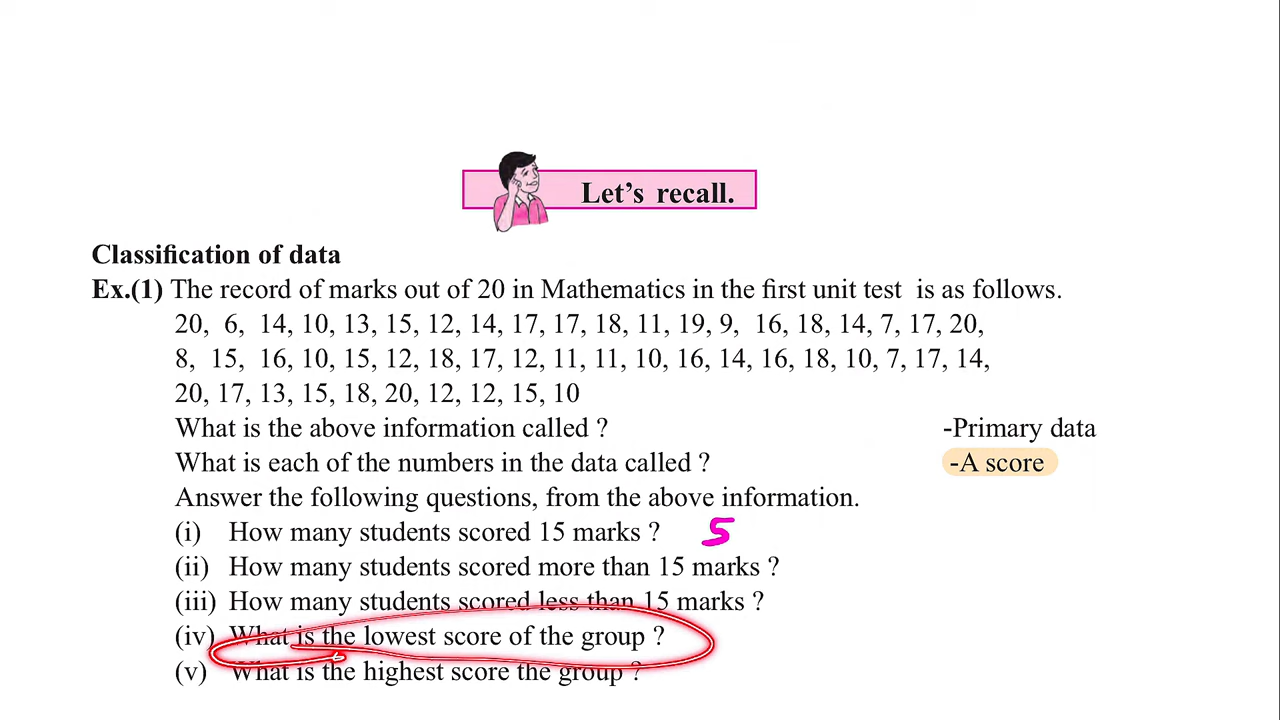 Let's recall.
Classification of data
Ex.(1) The record of marks out of 20 in Mathematics in the first unit test is as follows.
20, 6, 14, 10, 13, 15, 12, 14, 17, 17, 18, 11, 19, 9, 16, 18, 14, 7, 17, 20,
8, 15, 16, 10, 15, 12, 18, 17, 12, 11, 11, 10, 16, 14, 16, 18, 10, 7, 17, 14,
20, 17, 13, 15, 18, 20, 12, 12, 15, 10
What is the above information called ? -Primary data
What is each of the numbers in the data called ? -A score
Answer the following questions, from the above information.
(i) How many students scored 15 marks ? 5
(ii) How many students scored more than 15 marks ?
(iii) How many students scored less than 15 marks ?
(iv) What is the lowest score of the group ?
(v) What is the highest score the group ?